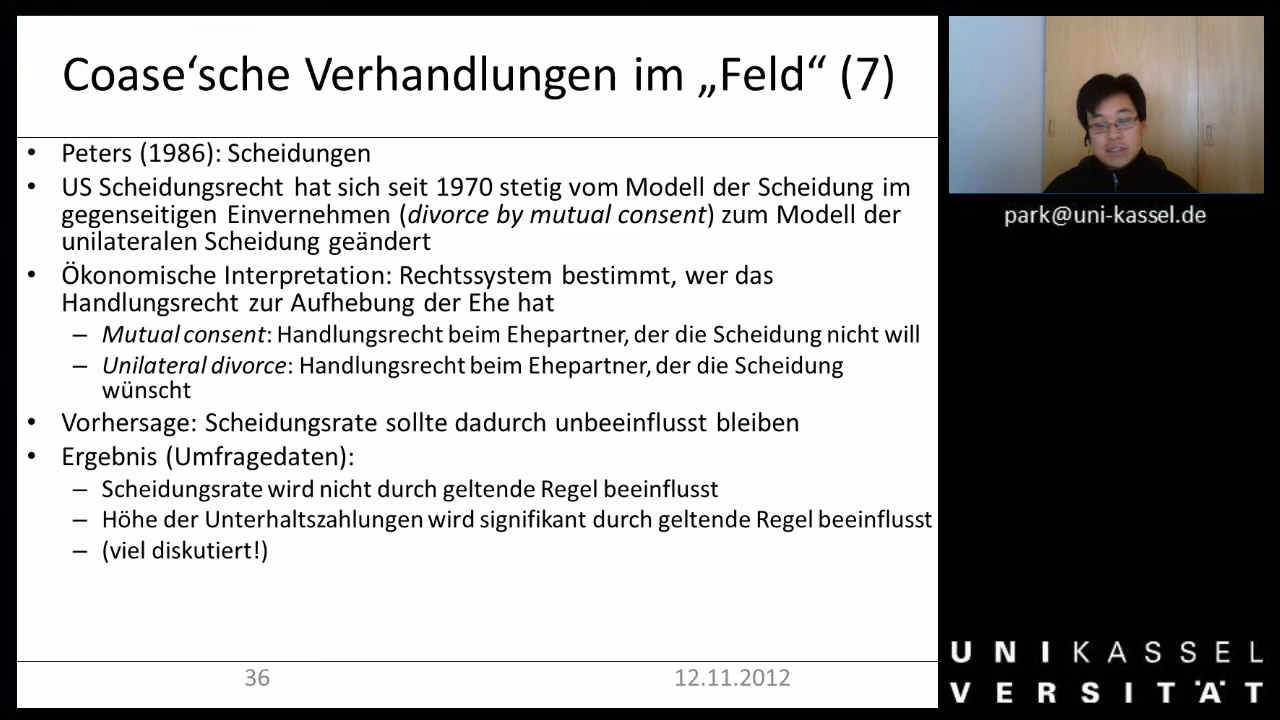 Coase‘sche Verhandlungen im „Feld“ (7)
• Peters (1986): Scheidungen
• US Scheidungsrecht hat sich seit 1970 stetig vom Modell der Scheidung im
gegenseitigen Einvernehmen (divorce by mutual consent) zum Modell der
unilateralen Scheidung geändert
• Ökonomische Interpretation: Rechtssystem bestimmt, wer das
Handlungsrecht zur Aufhebung der Ehe hat
– Mutual consent: Handlungsrecht beim Ehepartner, der die Scheidung nicht will
– Unilateral divorce: Handlungsrecht beim Ehepartner, der die Scheidung
wünscht
• Vorhersage: Scheidungsrate sollte dadurch unbeeinflusst bleiben
• Ergebnis (Umfragedaten):
– Scheidungsrate wird nicht durch geltende Regel beeinflusst
– Höhe der Unterhaltszahlungen wird signifikant durch geltende Regel beeinflusst
– (viel diskutiert!)
36 12.11.2012
park@uni-kassel.de
UNIKASSEL
VERSITÄT